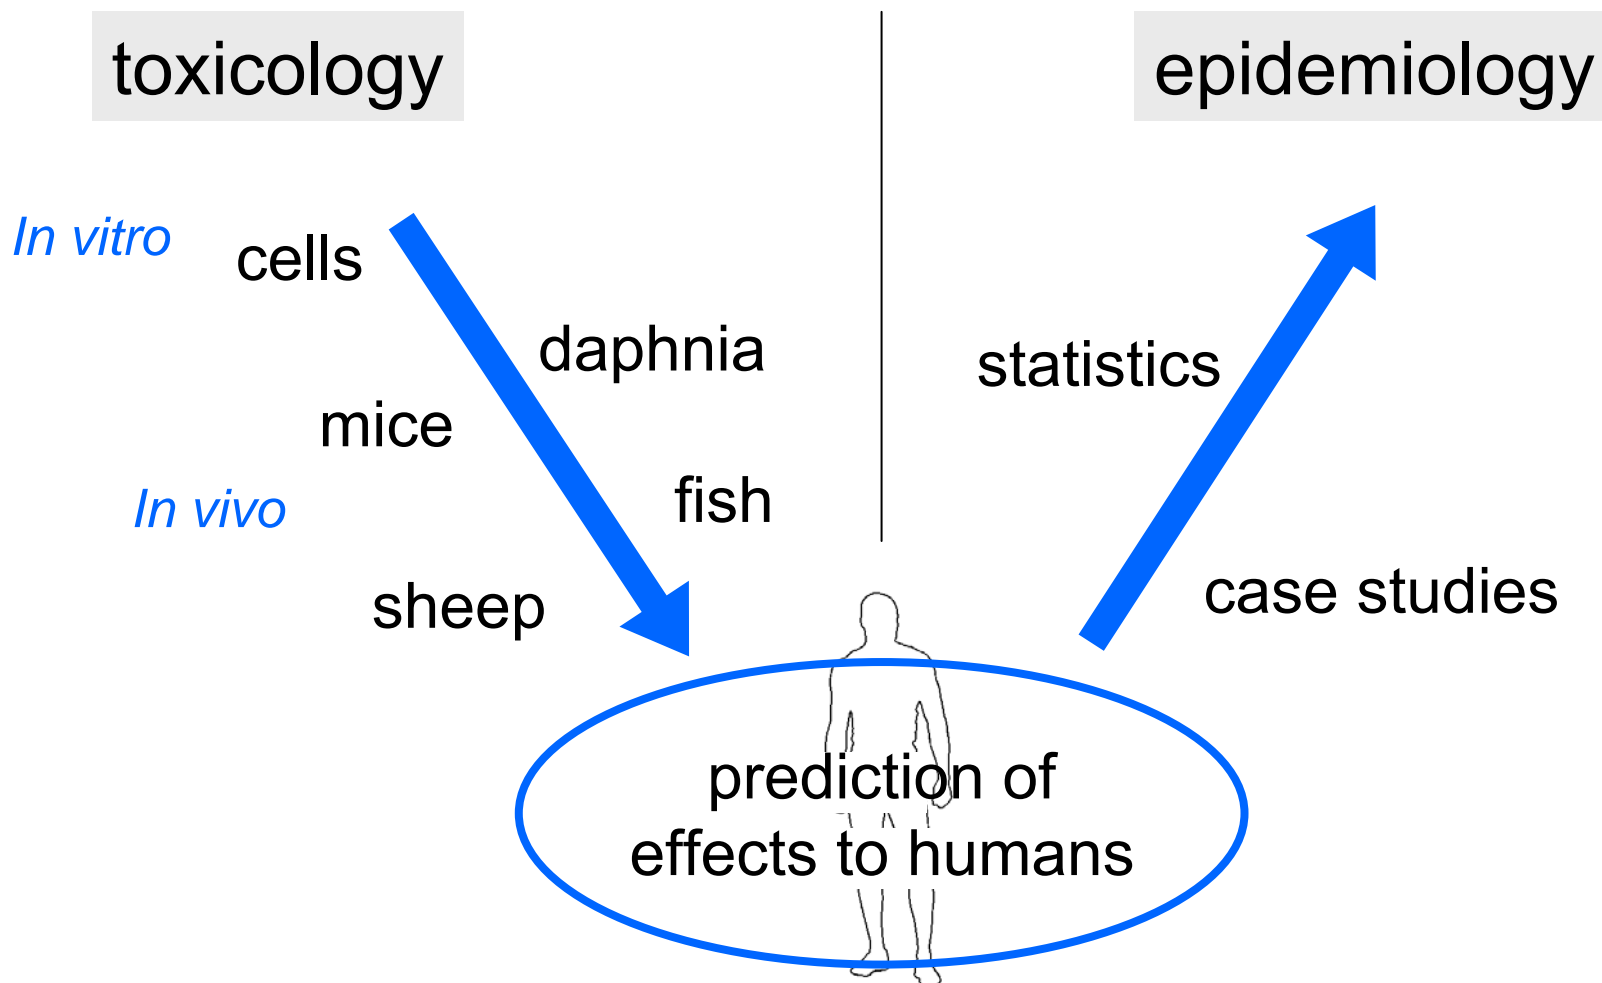 toxicology
epidemiology
In vitro
cells
daphnia
statistics
mice
In vivo
fish
sheep
case studies
prediction of
effects to humans